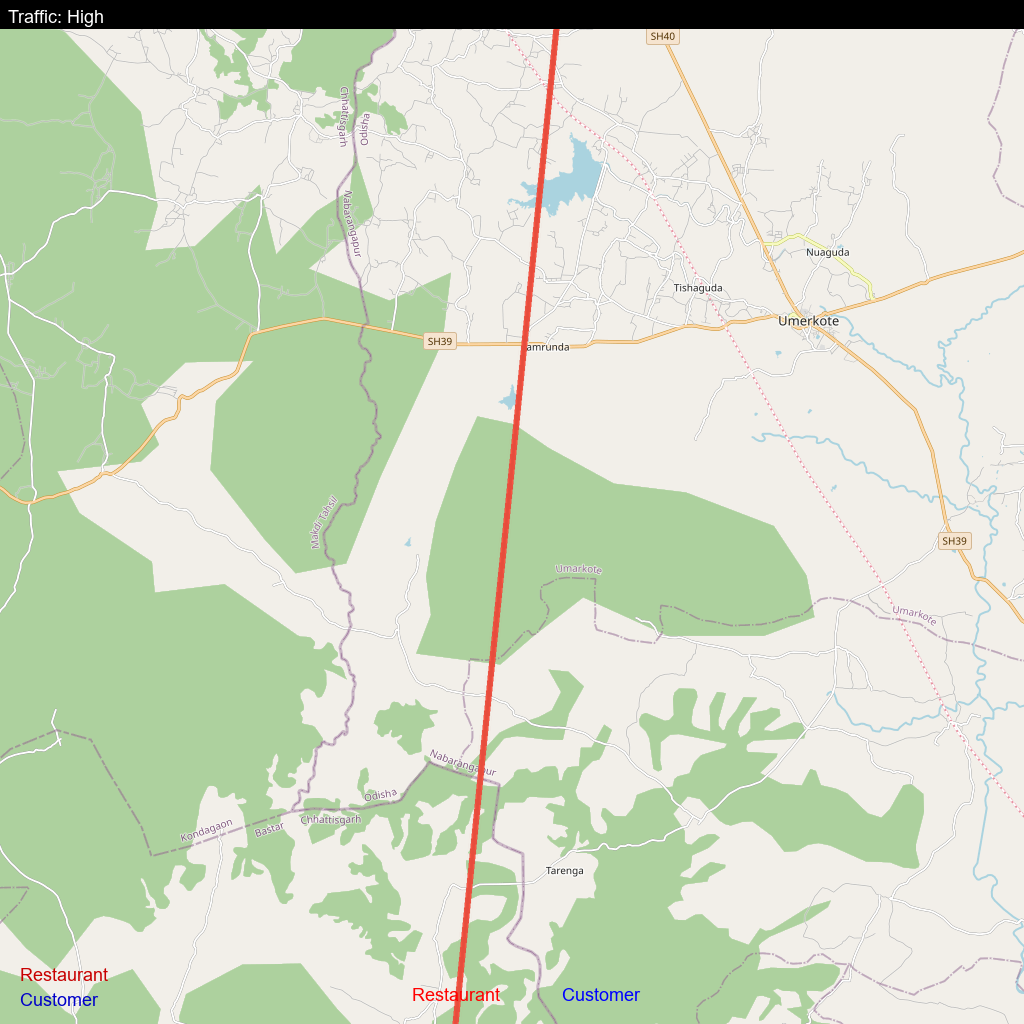 Traffic: High
SH40
Chhattisgarh
Odisha
Nabarangapur
Nuaguda
Tishaguda
Umerkote
SH39
amrunda
Makdi Tahsil
SH39
Umarkote
Umarkote
Nabarangapur
Odisha
Chhattisgarh
Kondagaon
Bastar
Tarenga
Restaurant
Customer
Restaurant
Customer